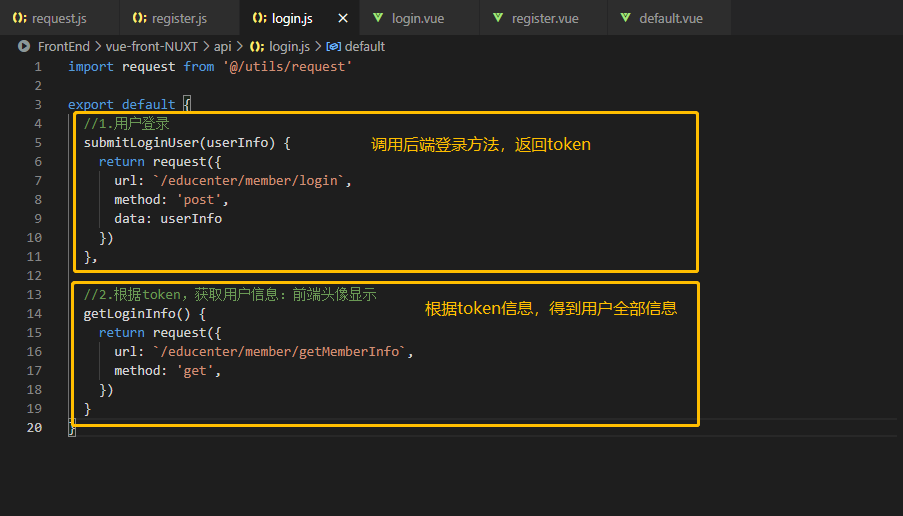 request.js register.js login.js login.vue register.vue default.vue
FrontEnd > vue-front-NUXT > api > login.js > default
1 import request from '@/utils/request'
2
3 export default {
4 //1.用户登录
5 submitLoginUser(userInfo) {
调用后端登录方法，返回token
6 return request({
7 url: `/educenter/member/login`,
8 method: 'post',
9 data: userInfo
10 })
11 },
12
13 //2.根据token，获取用户信息：前端头像显示
14 getLoginInfo() {
根据token信息，得到用户全部信息
15 return request({
16 url: `/educenter/member/getMemberInfo`,
17 method: 'get',
18 })
19 }
20 }